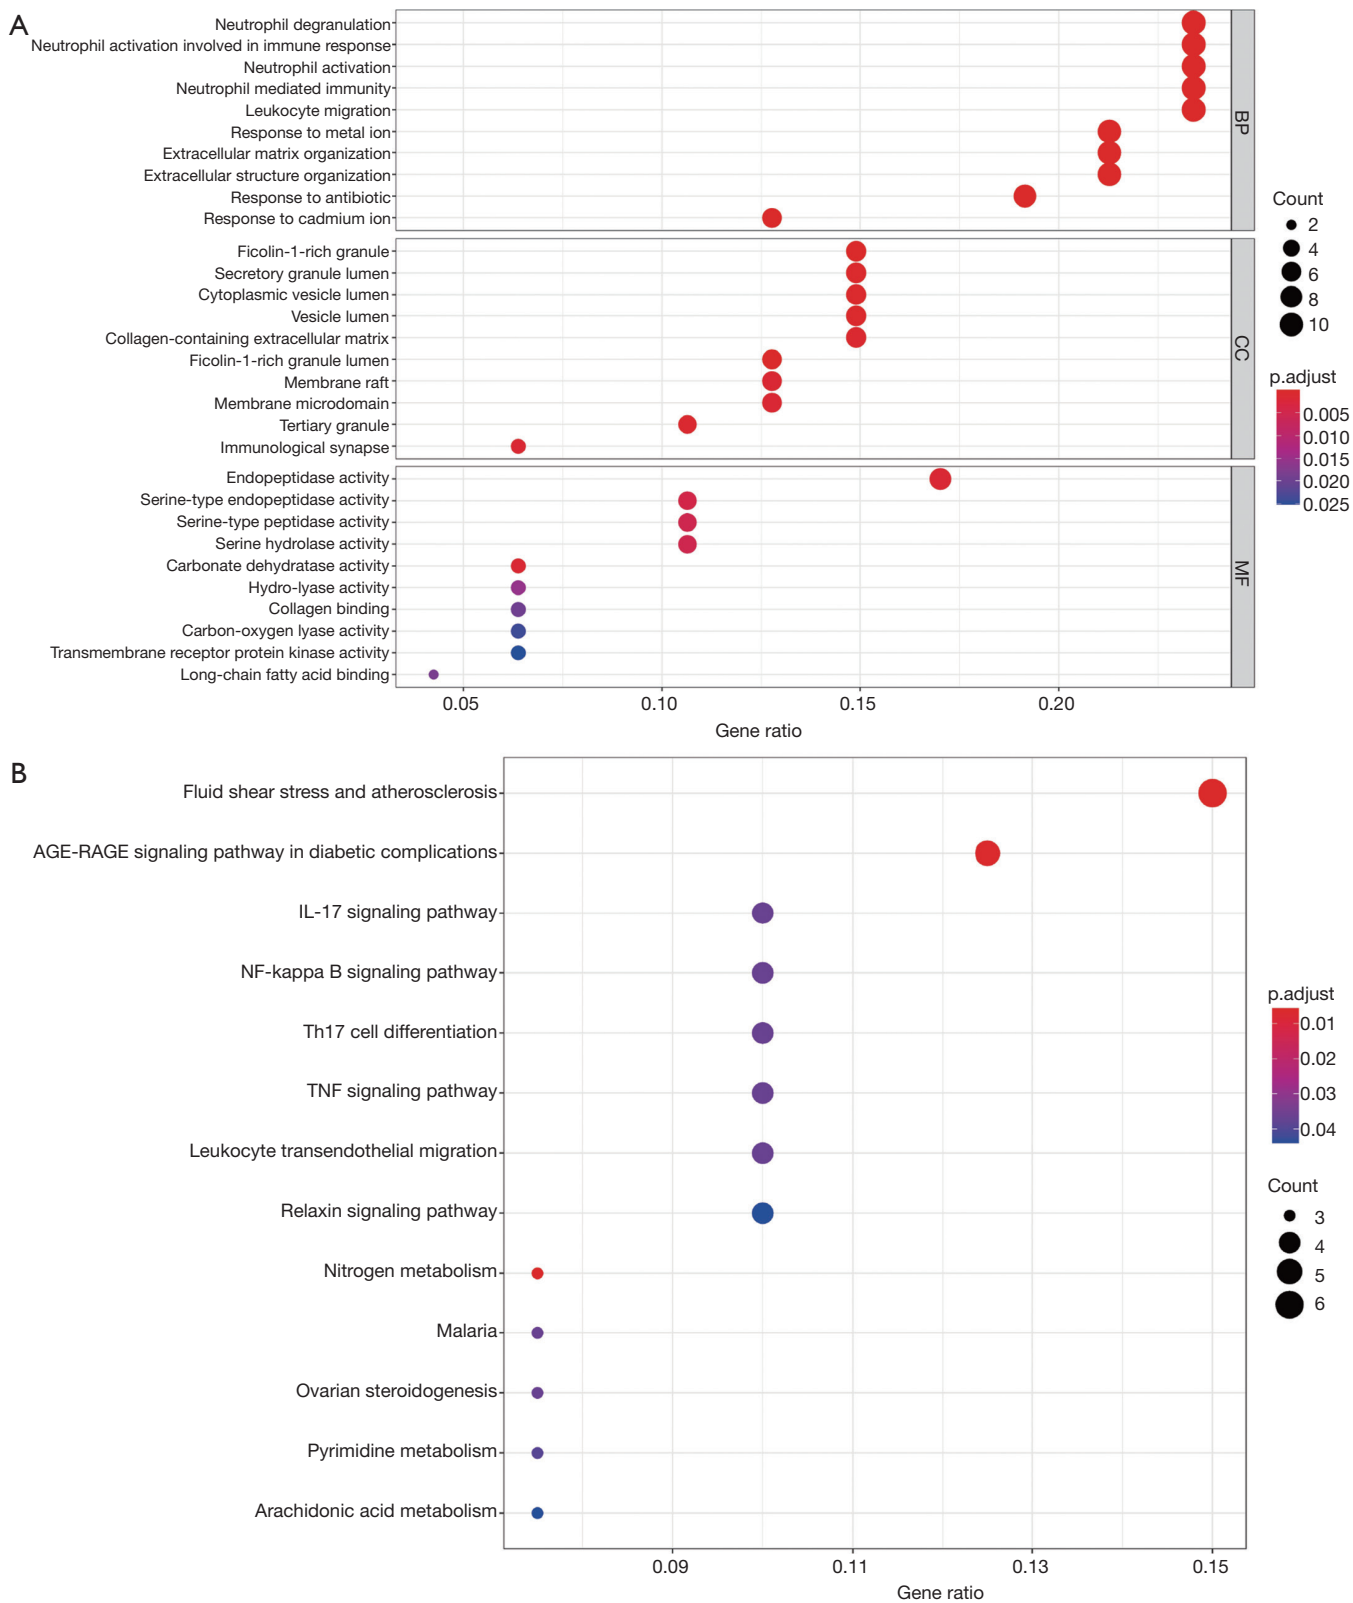 A
Neutrophil degranulation
Neutrophil activation involved in immune response
Neutrophil activation
Neutrophil mediated immunity
Leukocyte migration
Response to metal ion
Extracellular matrix organization
Extracellular structure organization
Response to antibiotic
Response to cadmium ion
BP
Ficolin-1-rich granule
Secretory granule lumen
Cytoplasmic vesicle lumen
Vesicle lumen
Collagen-containing extracellular matrix
Ficolin-1-rich granule lumen
Membrane raft
Membrane microdomain
Tertiary granule
Immunological synapse
CC
Endopeptidase activity
Serine-type endopeptidase activity
Serine-type peptidase activity
Serine hydrolase activity
Carbonate dehydratase activity
Hydro-lyase activity
Collagen binding
Carbon-oxygen lyase activity
Transmembrane receptor protein kinase activity
Long-chain fatty acid binding
MF
0.05 0.10 0.15 0.20
Gene ratio
Count
2
4
6
8
10
p.adjust
0.005
0.010
0.015
0.020
0.025
B
Fluid shear stress and atherosclerosis
AGE-RAGE signaling pathway in diabetic complications
IL-17 signaling pathway
NF-kappa B signaling pathway
Th17 cell differentiation
TNF signaling pathway
Leukocyte transendothelial migration
Relaxin signaling pathway
Nitrogen metabolism
Malaria
Ovarian steroidogenesis
Pyrimidine metabolism
Arachidonic acid metabolism
0.09 0.11 0.13 0.15
Gene ratio
p.adjust
0.01
0.02
0.03
0.04
Count
3
4
5
6